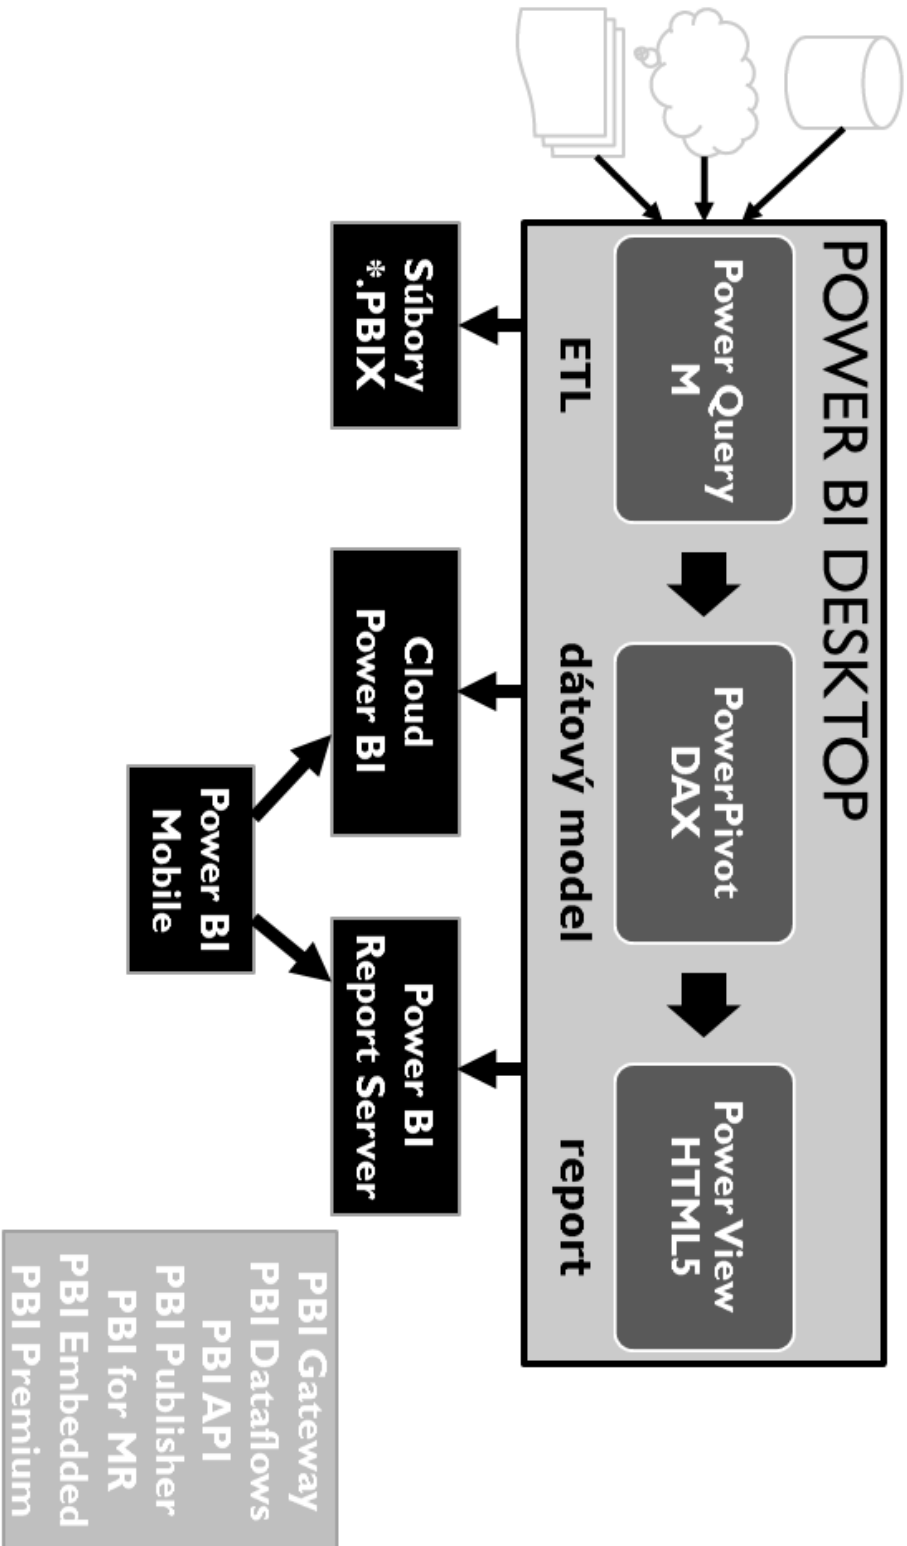 POWER BI DESKTOP
Power Query
M
PowerPivot
DAX
Power View
HTML5
ETL
dátový model
report
Súbory
*.PBIX
Cloud
Power BI
Power BI
Report Server
Power BI
Mobile
PBI Gateway
PBI Dataflows
PBI API
PBI Publisher
PBI for MR
PBI Embedded
PBI Premium